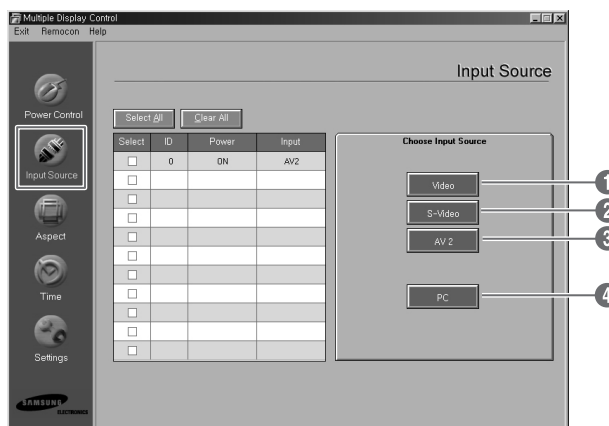 Multiple Display Control
Exit Remocon Help
Input Source
Power Control
Input Source
Aspect
Time
Settings
SAMSUNG
ELECTRONICS
Select All Clear All
Select ID Power Input
0 ON AV2
Choose Input Source
Video 1
S-Video 2
AV 2 3
PC 4